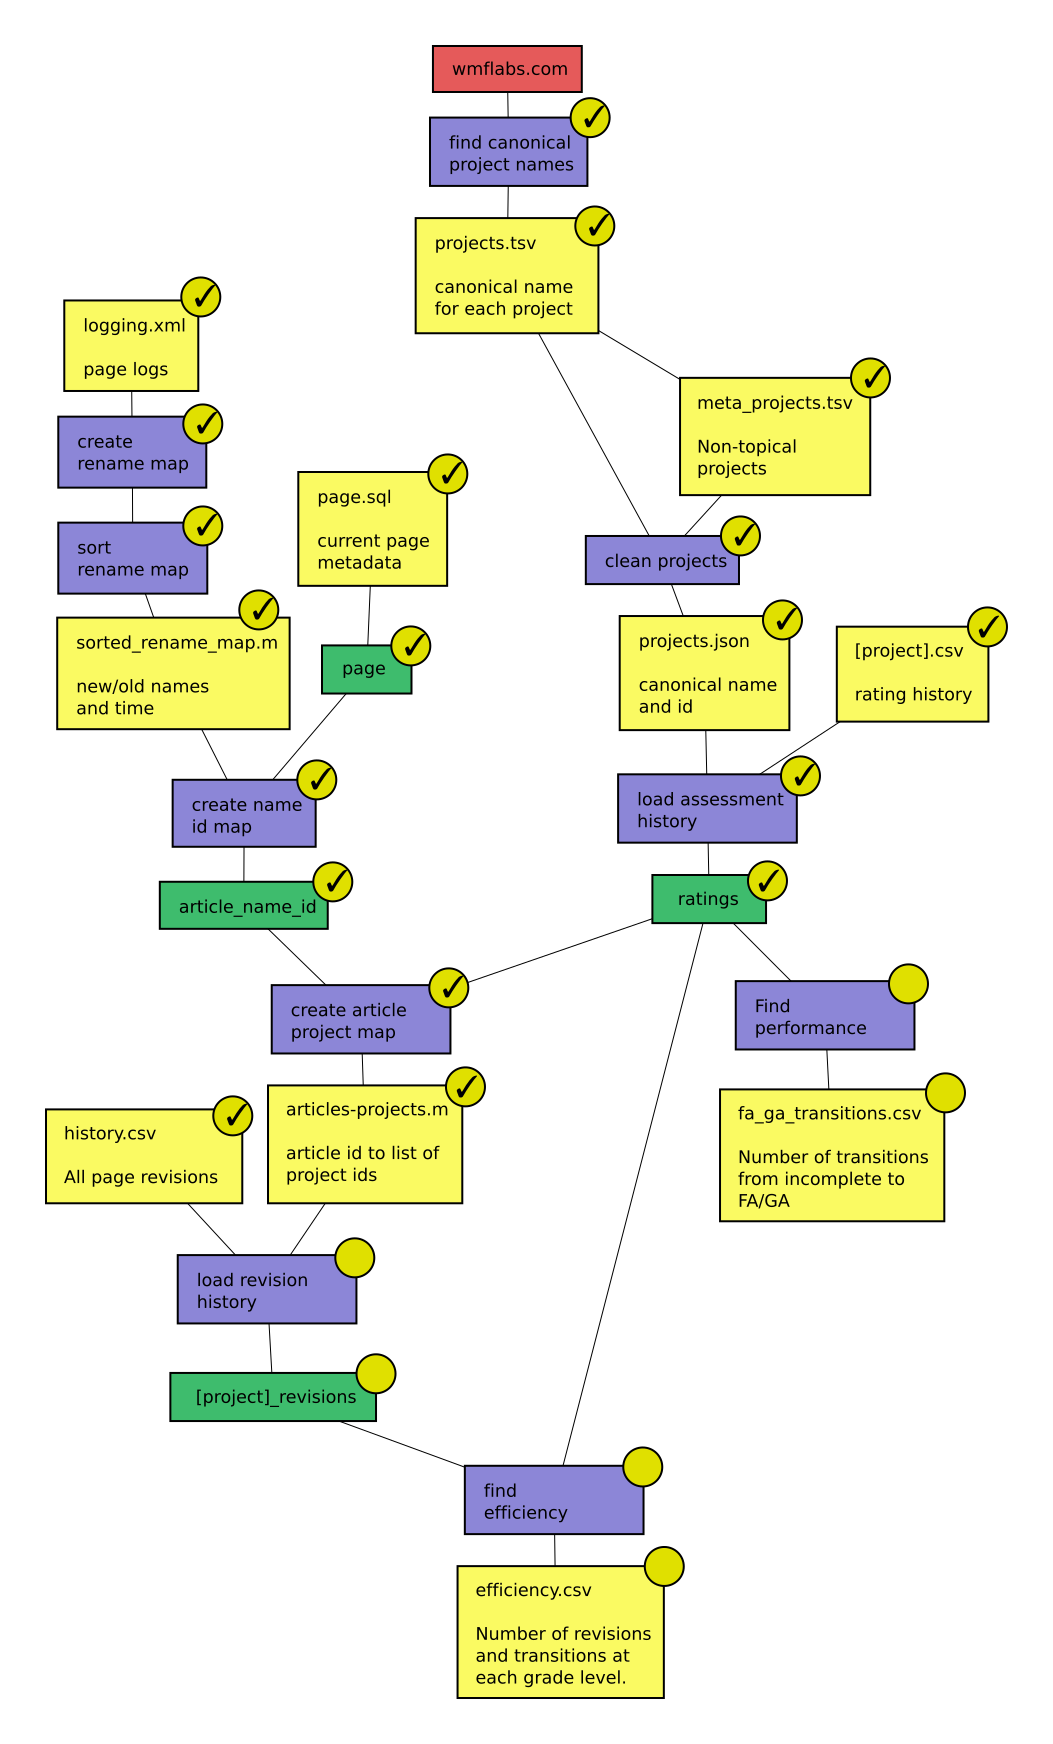 wmflabs.com
find canonical
project names
projects.tsv
canonical name
for each project
logging.xml
page logs
meta_projects.tsv
Non-topical
projects
create
rename map
page.sql
current page
metadata
sort
rename map
clean projects
sorted_rename_map.m
new/old names
and time
page
projects.json
canonical name
and id
[project].csv
rating history
create name
id map
load assessment
history
article_name_id
ratings
create article
project map
Find
performance
articles-projects.m
article id to list of
project ids
history.csv
All page revisions
fa_ga_transitions.csv
Number of transitions
from incomplete to
FA/GA
load revision
history
[project]_revisions
find
efficiency
efficiency.csv
Number of revisions
and transitions at
each grade level.